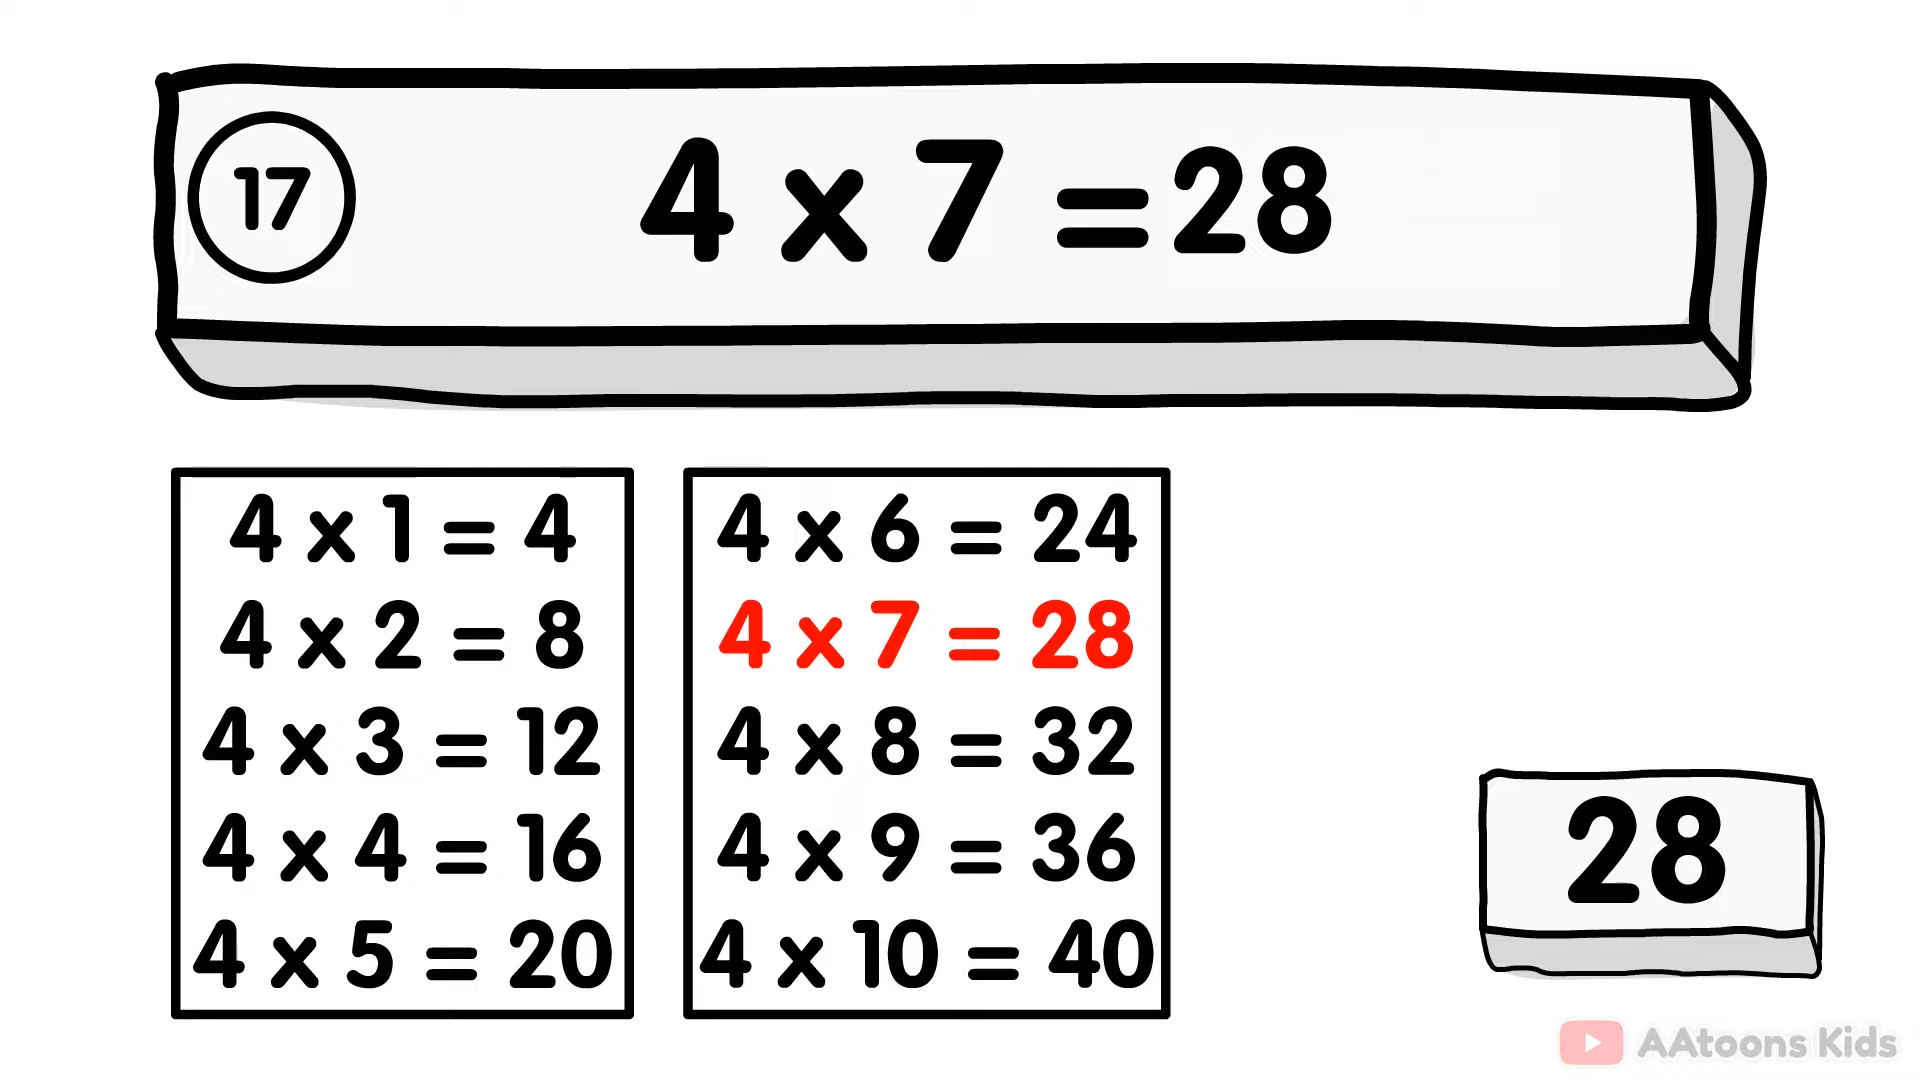 17
4 x 7 = 28
4 x 1 = 4
4 x 2 = 8
4 x 3 = 12
4 x 4 = 16
4 x 5 = 20
4 x 6 = 24
4 x 7 = 28
4 x 8 = 32
4 x 9 = 36
4 x 10 = 40
28
AAtoons Kids